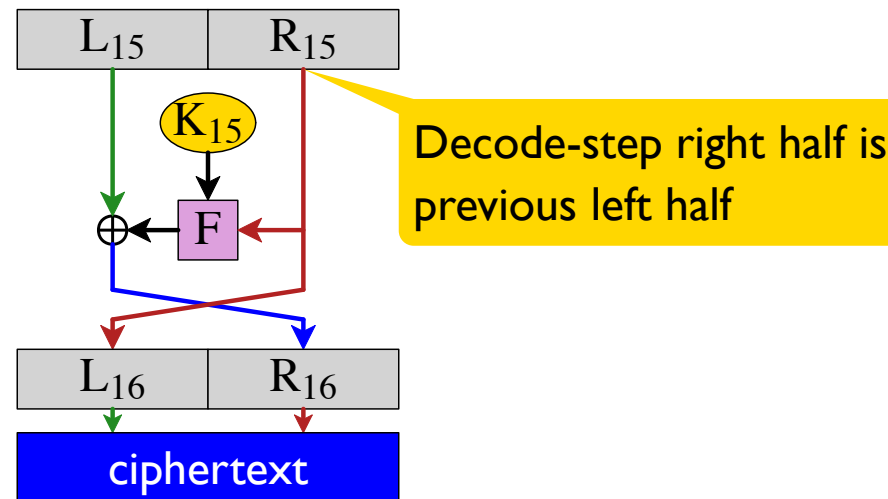 L₁₅ R₁₅
K₁₅
Decode-step right half is
previous left half
F
L₁₆ R₁₆
ciphertext